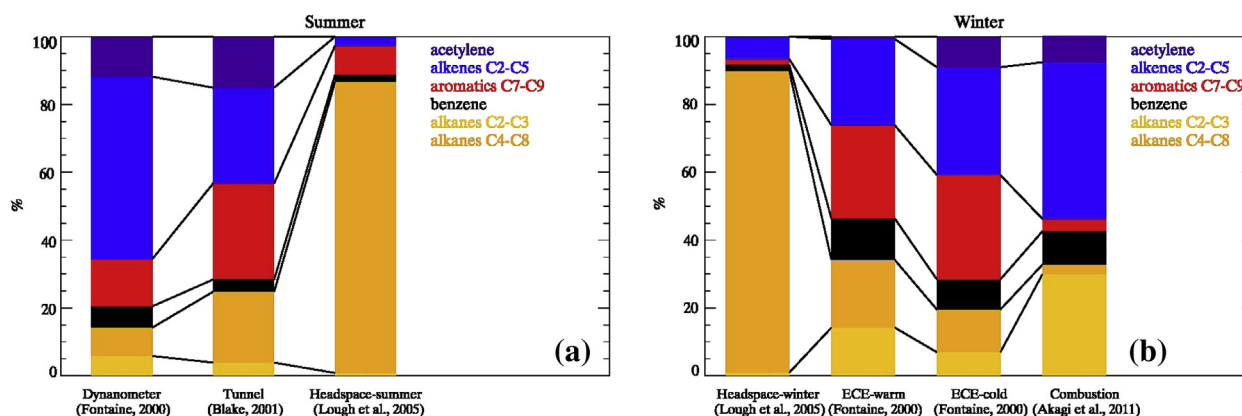 Summer
100
80
60
40
20
0
%
acetylene
alkenes C2-C5
aromatics C7-C9
benzene
alkanes C2-C3
alkanes C4-C8
(a)
Dynanometer
(Fontaine, 2000)
Tunnel
(Blake, 2001)
Headspace-summer
(Lough et al., 2005)
Winter
100
80
60
40
20
0
%
acetylene
alkenes C2-C5
aromatics C7-C9
benzene
alkanes C2-C3
alkanes C4-C8
(b)
Headspace-winter
(Lough et al., 2005)
ECE-warm
(Fontaine, 2000)
ECE-cold
(Fontaine, 2000)
Combustion
(Akagi et al., 2011)